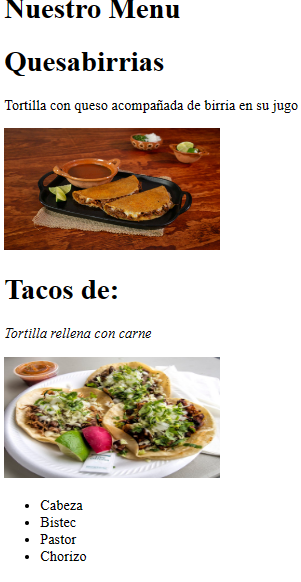 Nuestro Menu
Quesabirrias
Tortilla con queso acompañada de birria en su jugo
Tacos de:
Tortilla rellena con carne
Cabeza
Bistec
Pastor
Chorizo